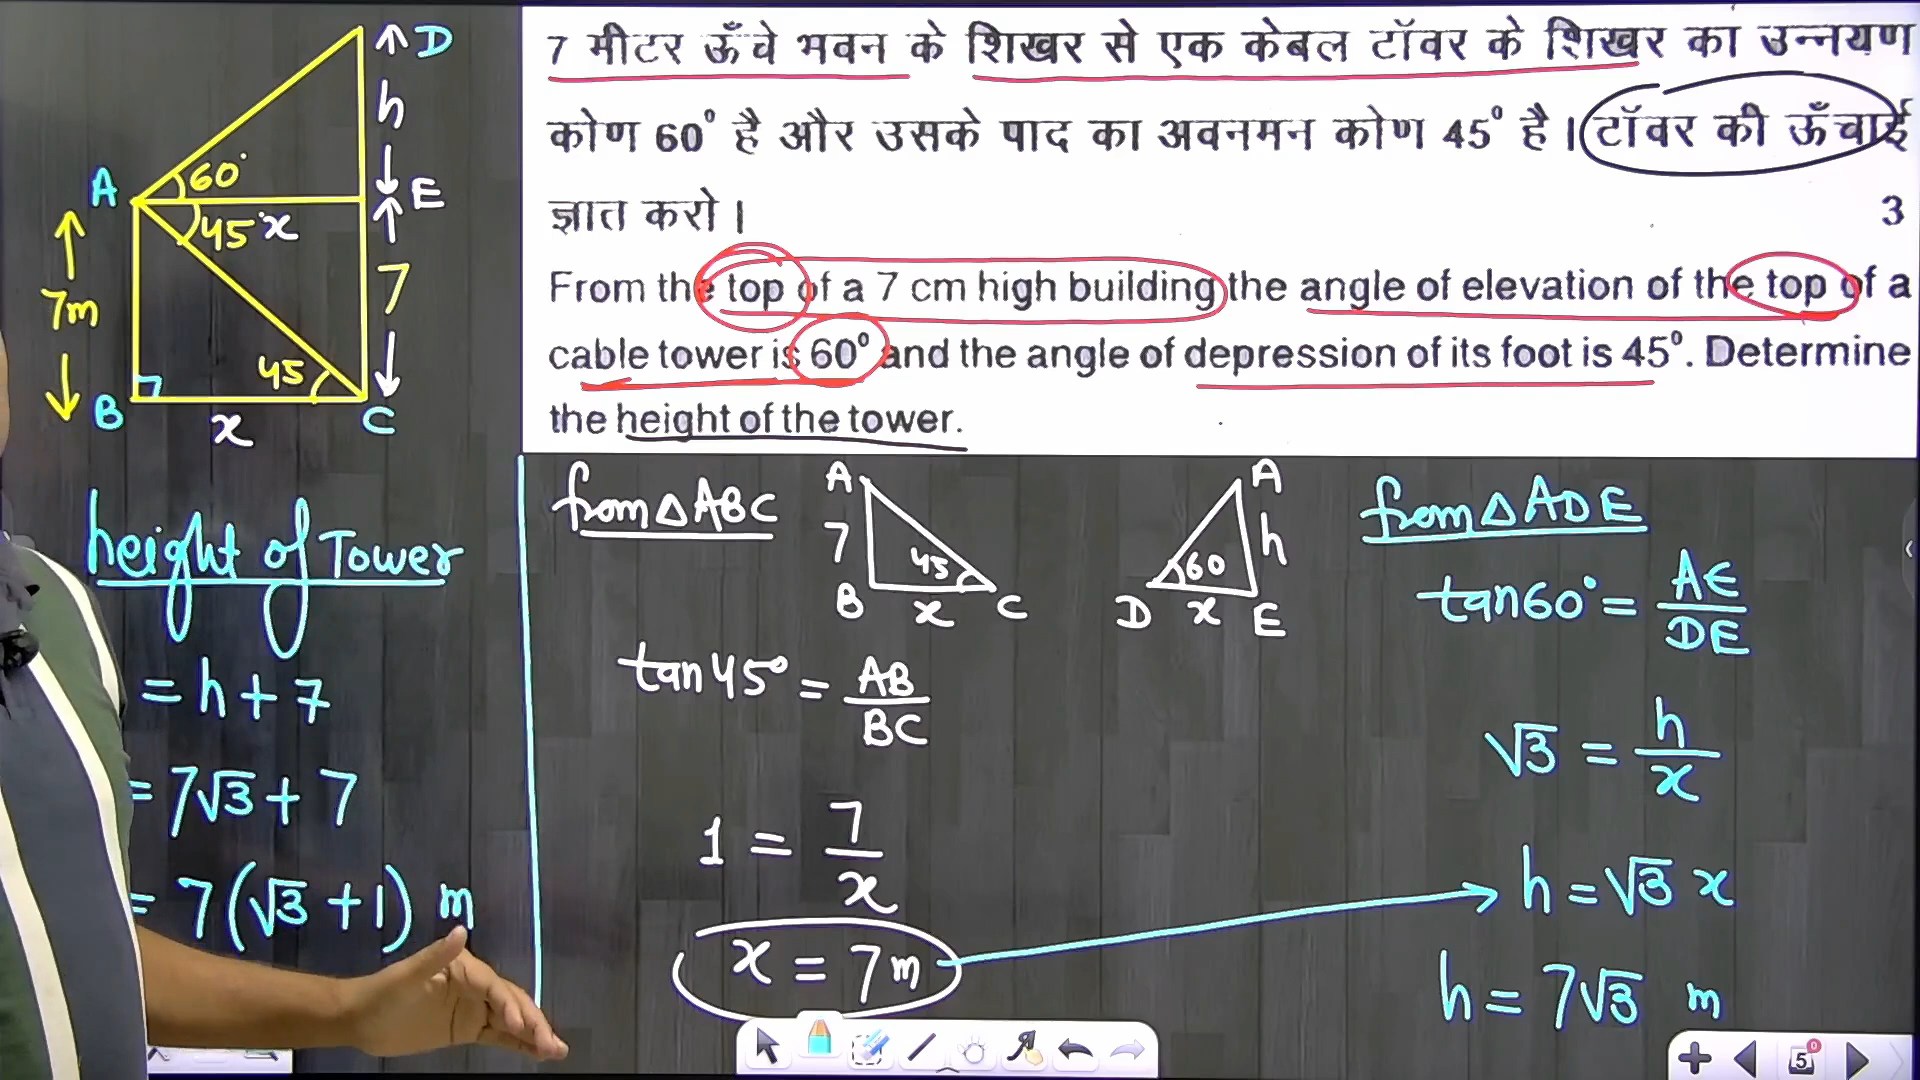 7 मीटर ऊँचे भवन के शिखर से एक केबल टॉवर के शिखर का उन्नयण
कोण 60° है और उसके पाद का अवनमन कोण 45° है। टॉवर की ऊँचाई
ज्ञात करो।
3
From the top of a 7 cm high building the angle of elevation of the top of a
cable tower is 60° and the angle of depression of its foot is 45°. Determine
the height of the tower.
D
h
60°
A
E
45° x
7m
7
45
B
x
C
height of Tower
= h + 7
= 7√3 + 7
= 7(√3 + 1) m
from △ABC
A
7
45
B
x
C
tan45° = AB/BC
1 = 7/x
x = 7m
A
h
60
D
x
E
from △ADE
tan60° = AE/DE
√3 = h/x
h = √3 x
h = 7√3 m
5
0